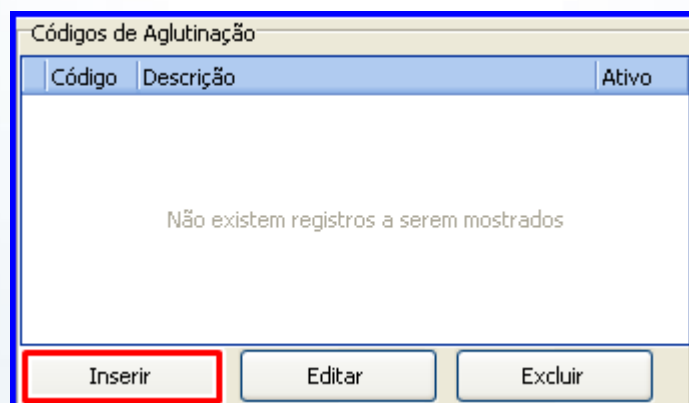 Códigos de Aglutinação
Código Descrição Ativo
Não existem registros a serem mostrados
Inserir Editar Excluir